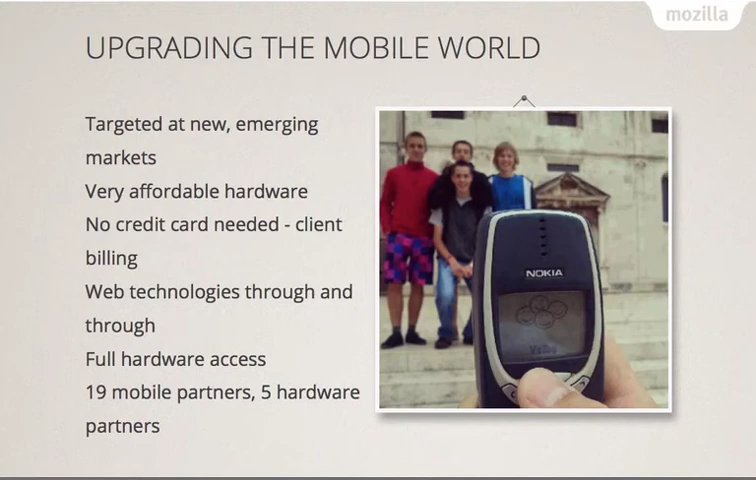 mozilla
UPGRADING THE MOBILE WORLD
Targeted at new, emerging
markets
Very affordable hardware
No credit card needed - client
billing
Web technologies through and
through
Full hardware access
19 mobile partners, 5 hardware
partners
NOKIA